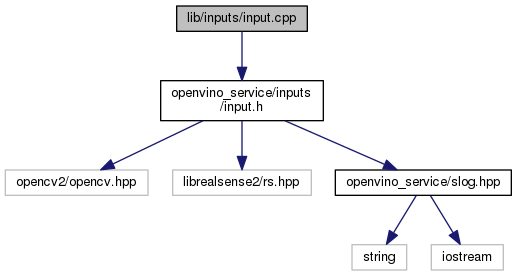 lib/inputs/input.cpp
openvino_service/inputs
/input.h
opencv2/opencv.hpp
librealsense2/rs.hpp
openvino_service/slog.hpp
string
iostream